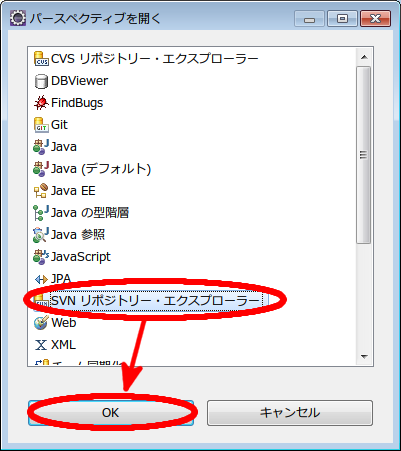 パースペクティブを開く
CVS リポジトリー・エクスプローラー
DBViewer
FindBugs
Git
Java
Java (デフォルト)
Java EE
Java の型階層
Java 参照
JavaScript
JPA
SVN リポジトリー・エクスプローラー
Web
XML
OK
キャンセル